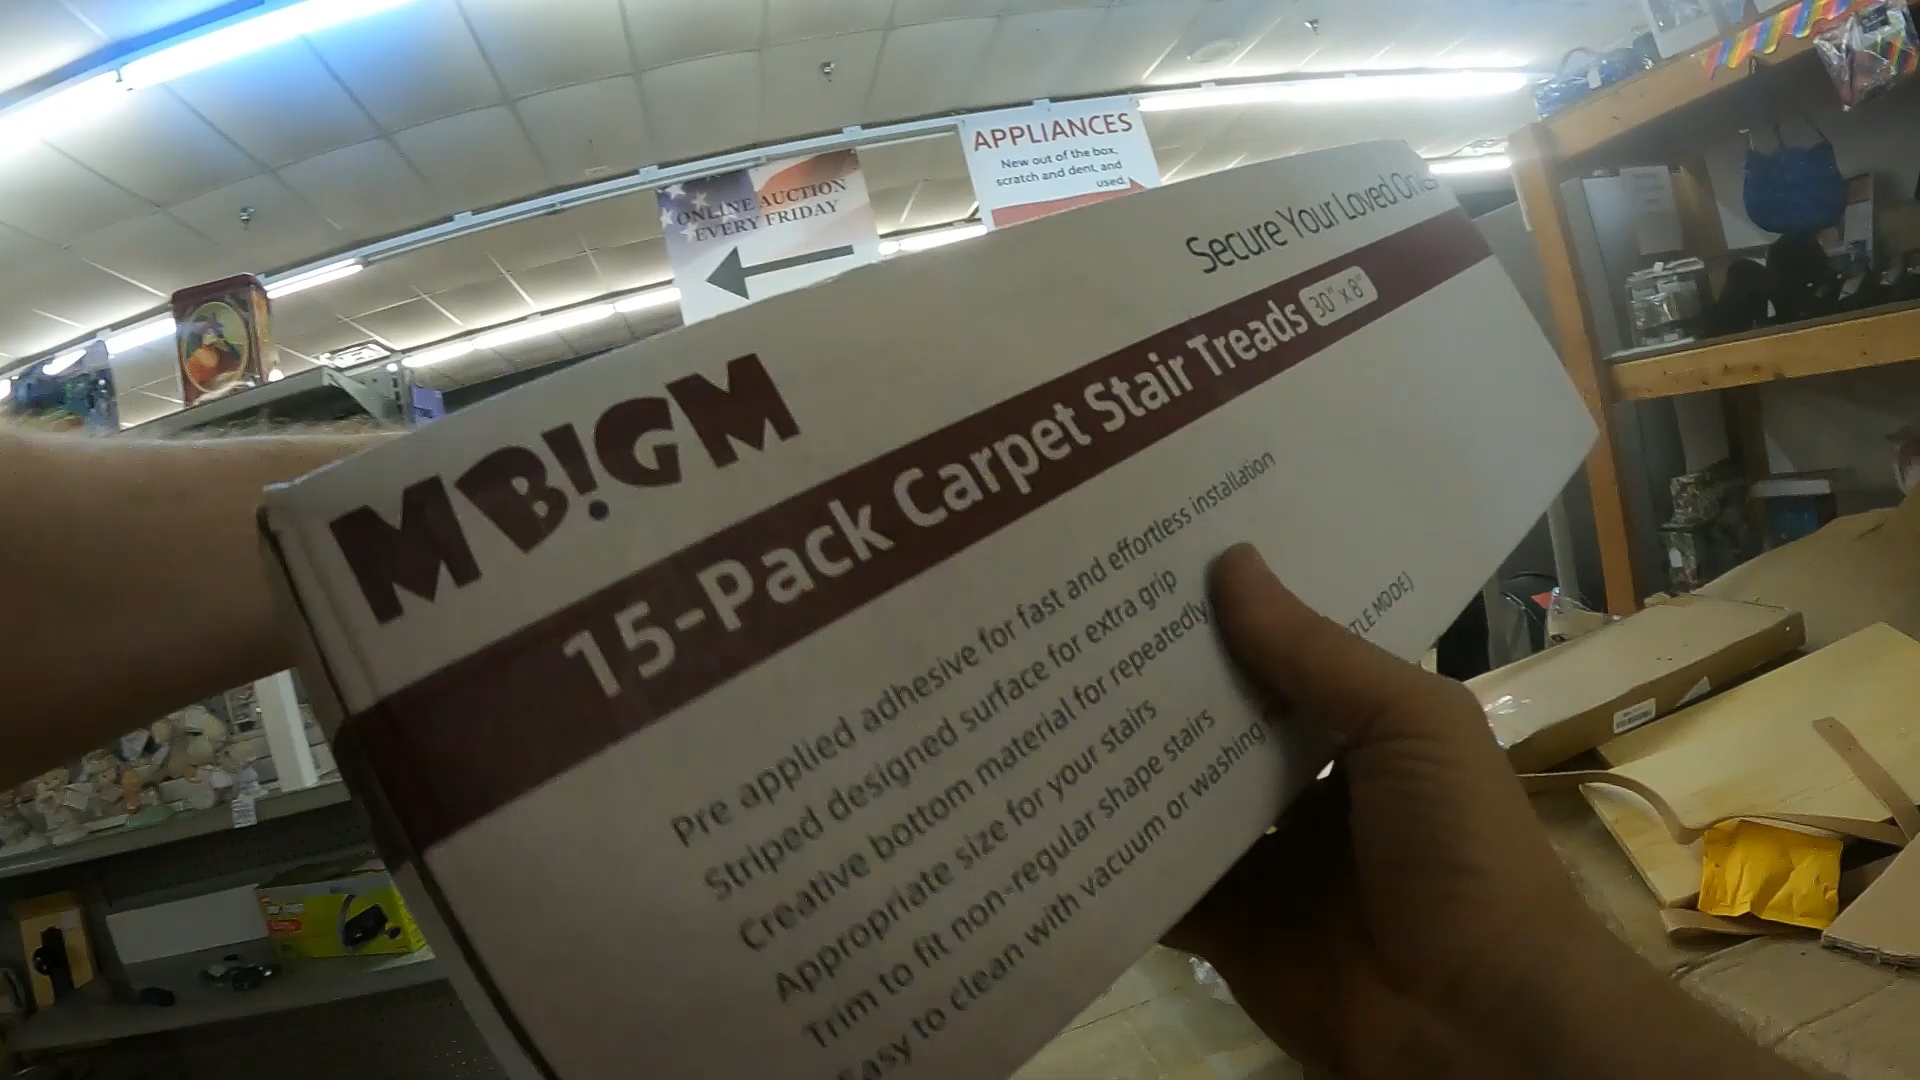 APPLIANCES
New out of the box,
scratch and dent, and
used.
ONLINE AUCTION
EVERY FRIDAY
Secure Your Loved
MB!GM
15-Pack Carpet Stair Treads 30" x 8"
Pre applied adhesive for fast and effortless installation
Striped designed surface for extra grip
Creative bottom material for repeatedly
Appropriate size for your stairs
Trim to fit non-regular shape stairs
Easy to clean with vacuum or washing
MODE)